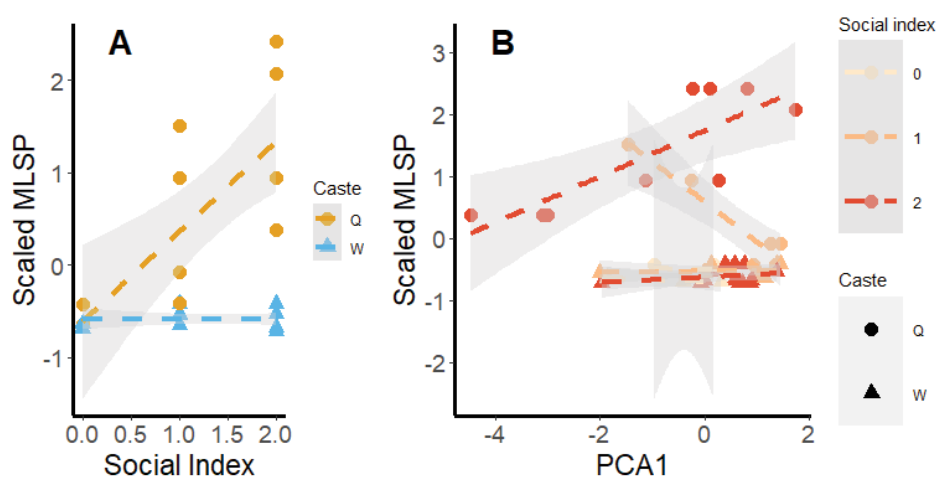 A
Scaled MLSP
2
1
0
-1
0.0 0.5 1.0 1.5 2.0
Social Index
Caste
Q
W
B
Scaled MLSP
3
2
1
0
-1
-2
-4 -2 0 2
PCA1
Social index
0
1
2
Caste
Q
W